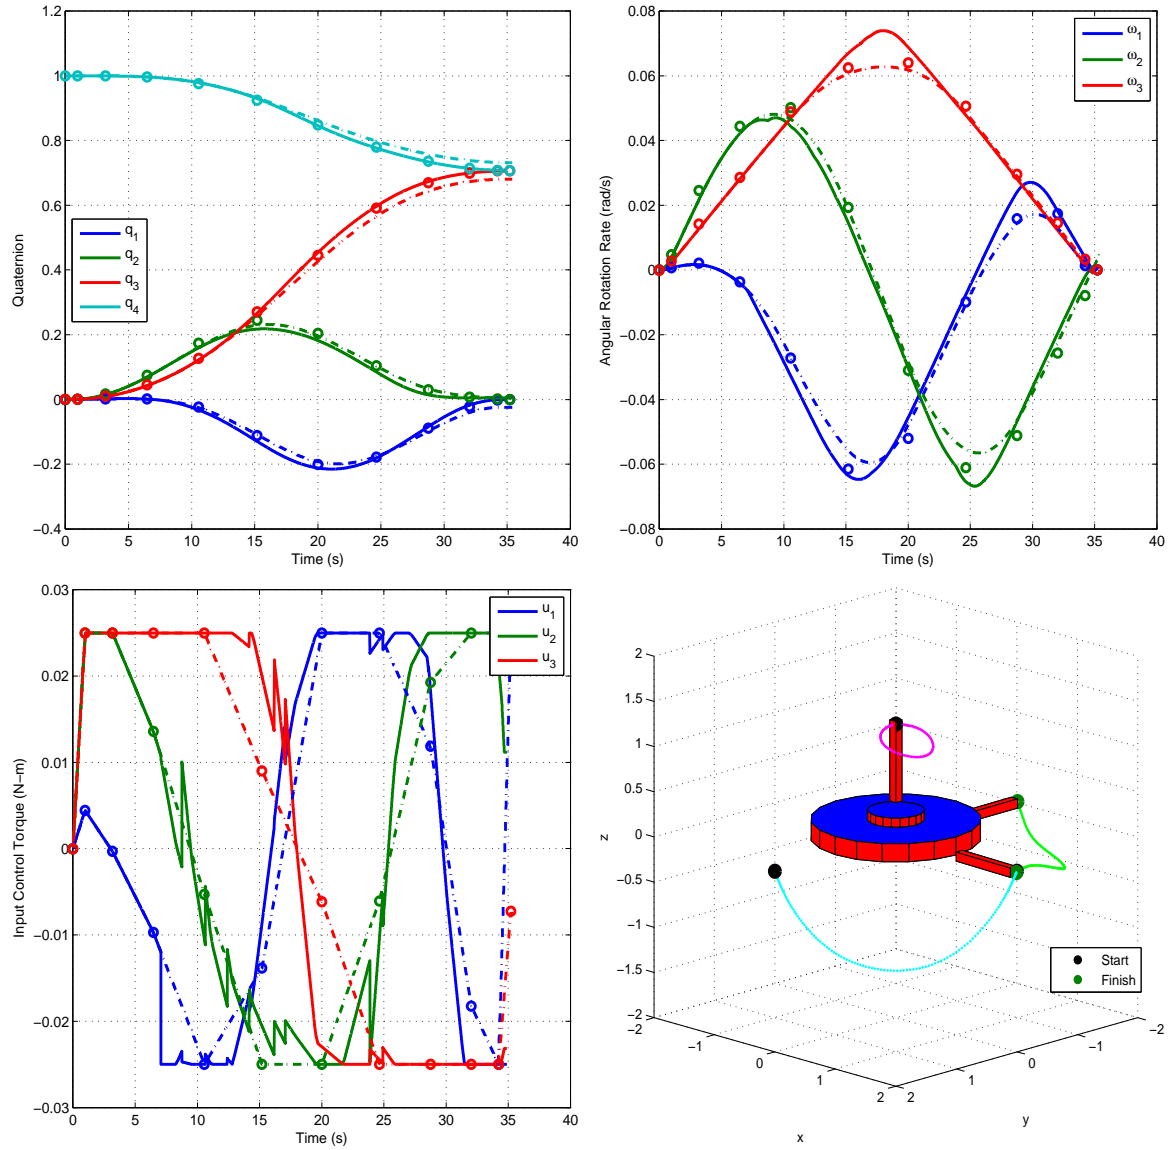 1.2
1
0.8
0.6
0.4
0.2
0
−0.2
−0.4
Quaternion
q1
q2
q3
q4
0 5 10 15 20 25 30 35 40
Time (s)
0.08
0.06
0.04
0.02
0
−0.02
−0.04
−0.06
−0.08
Angular Rotation Rate (rad/s)
ω1
ω2
ω3
0 5 10 15 20 25 30 35 40
Time (s)
0.03
0.02
0.01
0
−0.01
−0.02
−0.03
Input Control Torque (N−m)
u1
u2
u3
0 5 10 15 20 25 30 35 40
Time (s)
2
1.5
1
0.5
0
−0.5
−1
−1.5
−2
z
Start
Finish
−2 −1 0 1 2
x
2 1 0 −1 −2
y